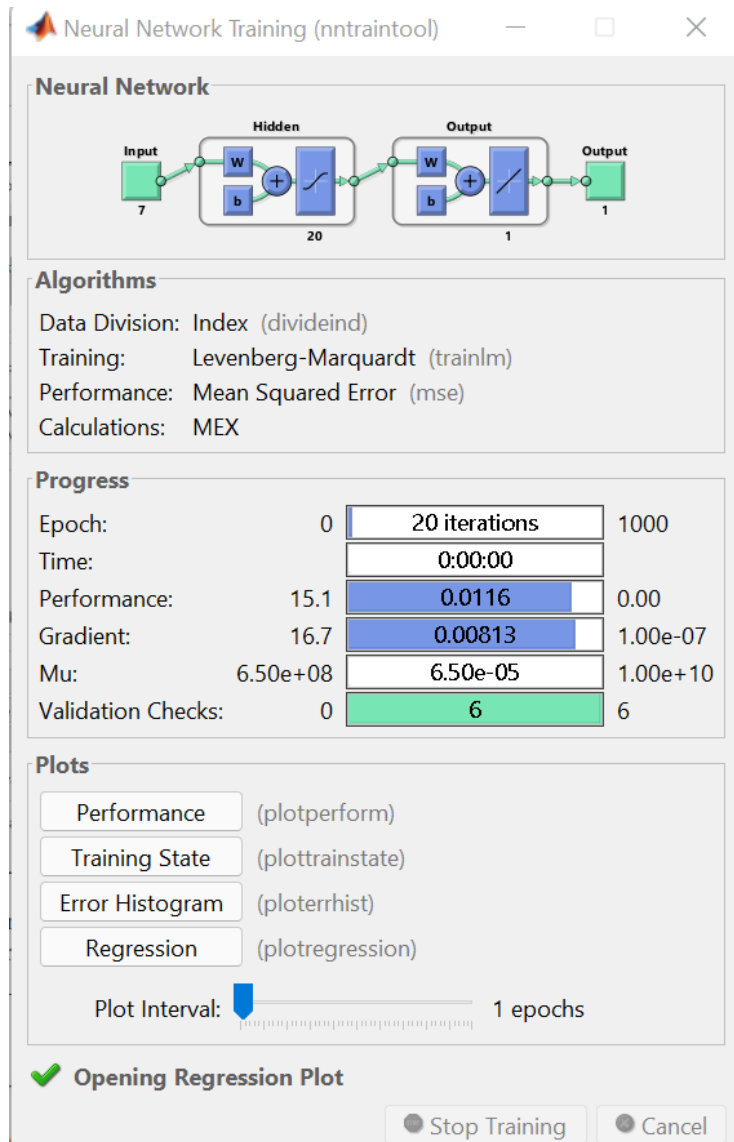 Neural Network Training (nntraintool)
Neural Network
Hidden Output
Input Output
W W
b b
7 1
20 1
Algorithms
Data Division: Index (divideind)
Training: Levenberg-Marquardt (trainlm)
Performance: Mean Squared Error (mse)
Calculations: MEX
Progress
Epoch: 0 20 iterations 1000
Time: 0:00:00
Performance: 15.1 0.0116 0.00
Gradient: 16.7 0.00813 1.00e-07
Mu: 6.50e+08 6.50e-05 1.00e+10
Validation Checks: 0 6 6
Plots
Performance (plotperform)
Training State (plottrainstate)
Error Histogram (ploterrhist)
Regression (plotregression)
Plot Interval: 1 epochs
Opening Regression Plot
Stop Training Cancel